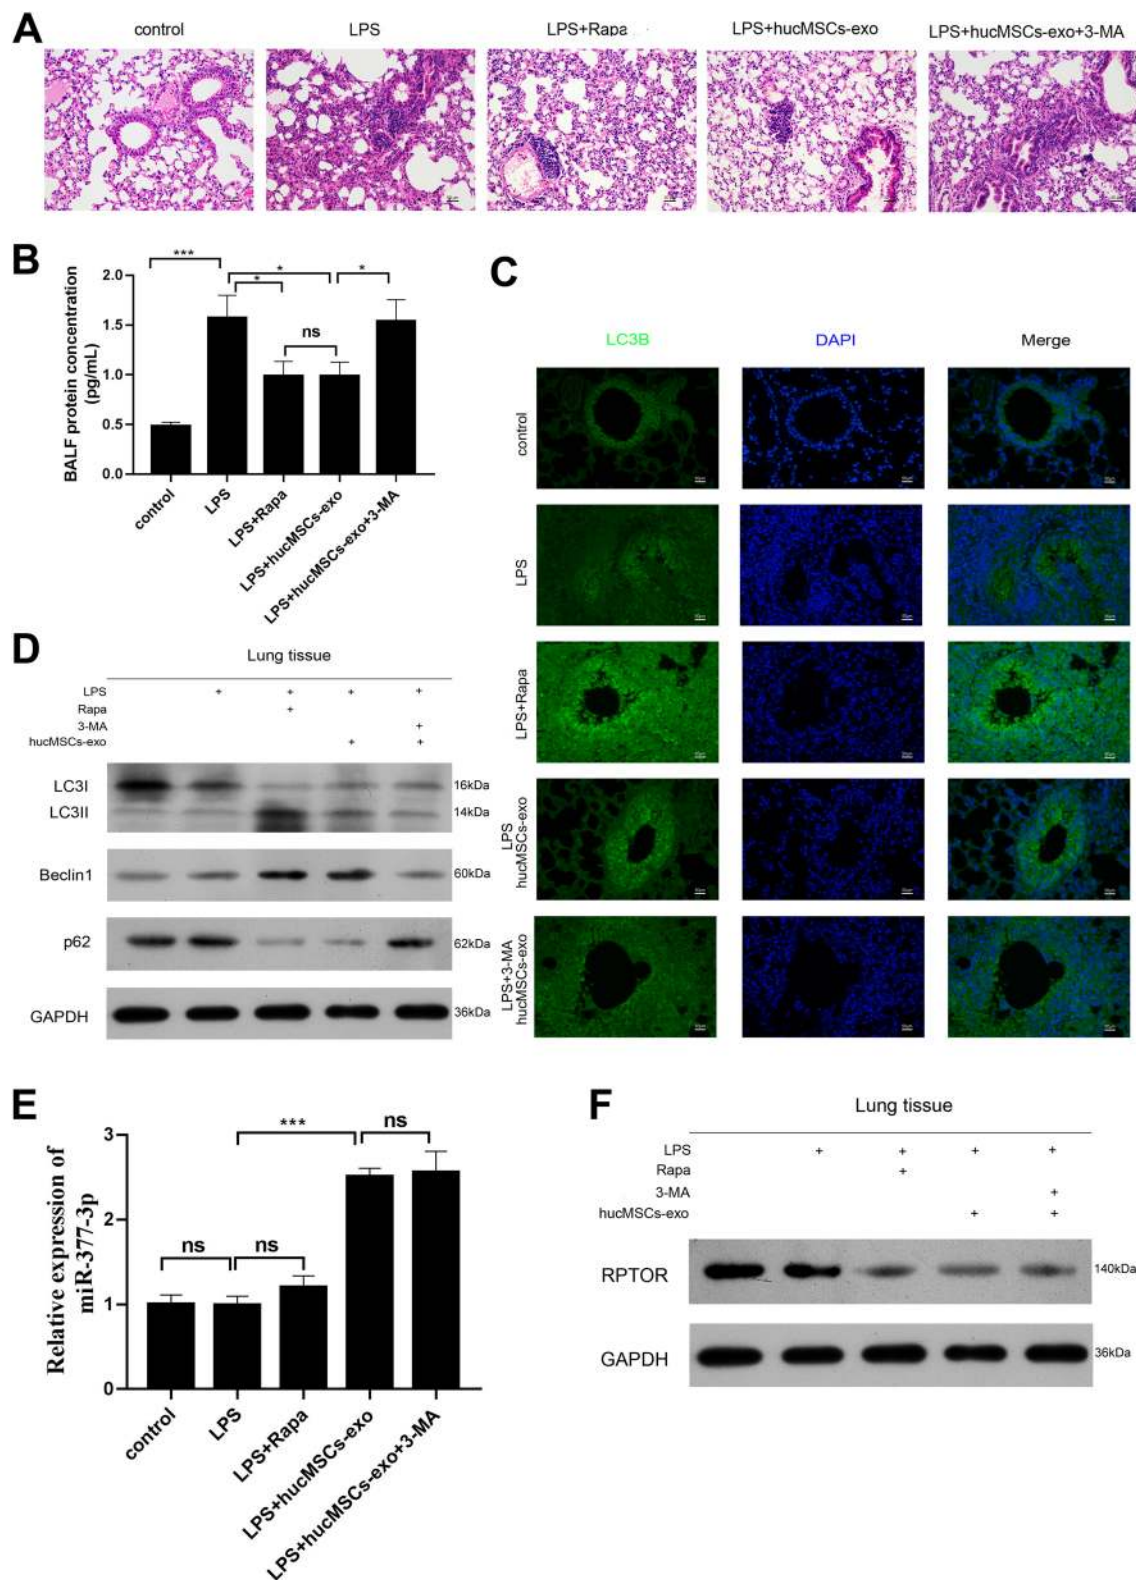 A
control
LPS
LPS+Rapa
LPS+hucMSCs-exo
LPS+hucMSCs-exo+3-MA
B
BALF protein concentration
(pg/mL)
2.0
1.5
1.0
0.5
0.0
***
*
*
*
ns
control
LPS
LPS+Rapa
LPS+hucMSCs-exo
LPS+hucMSCs-exo+3-MA
C
LC3B
DAPI
Merge
control
LPS
LPS+Rapa
LPS
hucMSCs-exo
LPS+3-MA
hucMSCs-exo
D
Lung tissue
LPS + + + +
Rapa +
3-MA +
hucMSCs-exo + +
LC3I 16kDa
LC3II 14kDa
Beclin1 60kDa
p62 62kDa
GAPDH 36kDa
E
Relative expression of
miR-377-3p
3
2
1
0
ns
ns
***
ns
control
LPS
LPS+Rapa
LPS+hucMSCs-exo
LPS+hucMSCs-exo+3-MA
F
Lung tissue
LPS + + + +
Rapa +
3-MA +
hucMSCs-exo + +
RPTOR 140kDa
GAPDH 36kDa